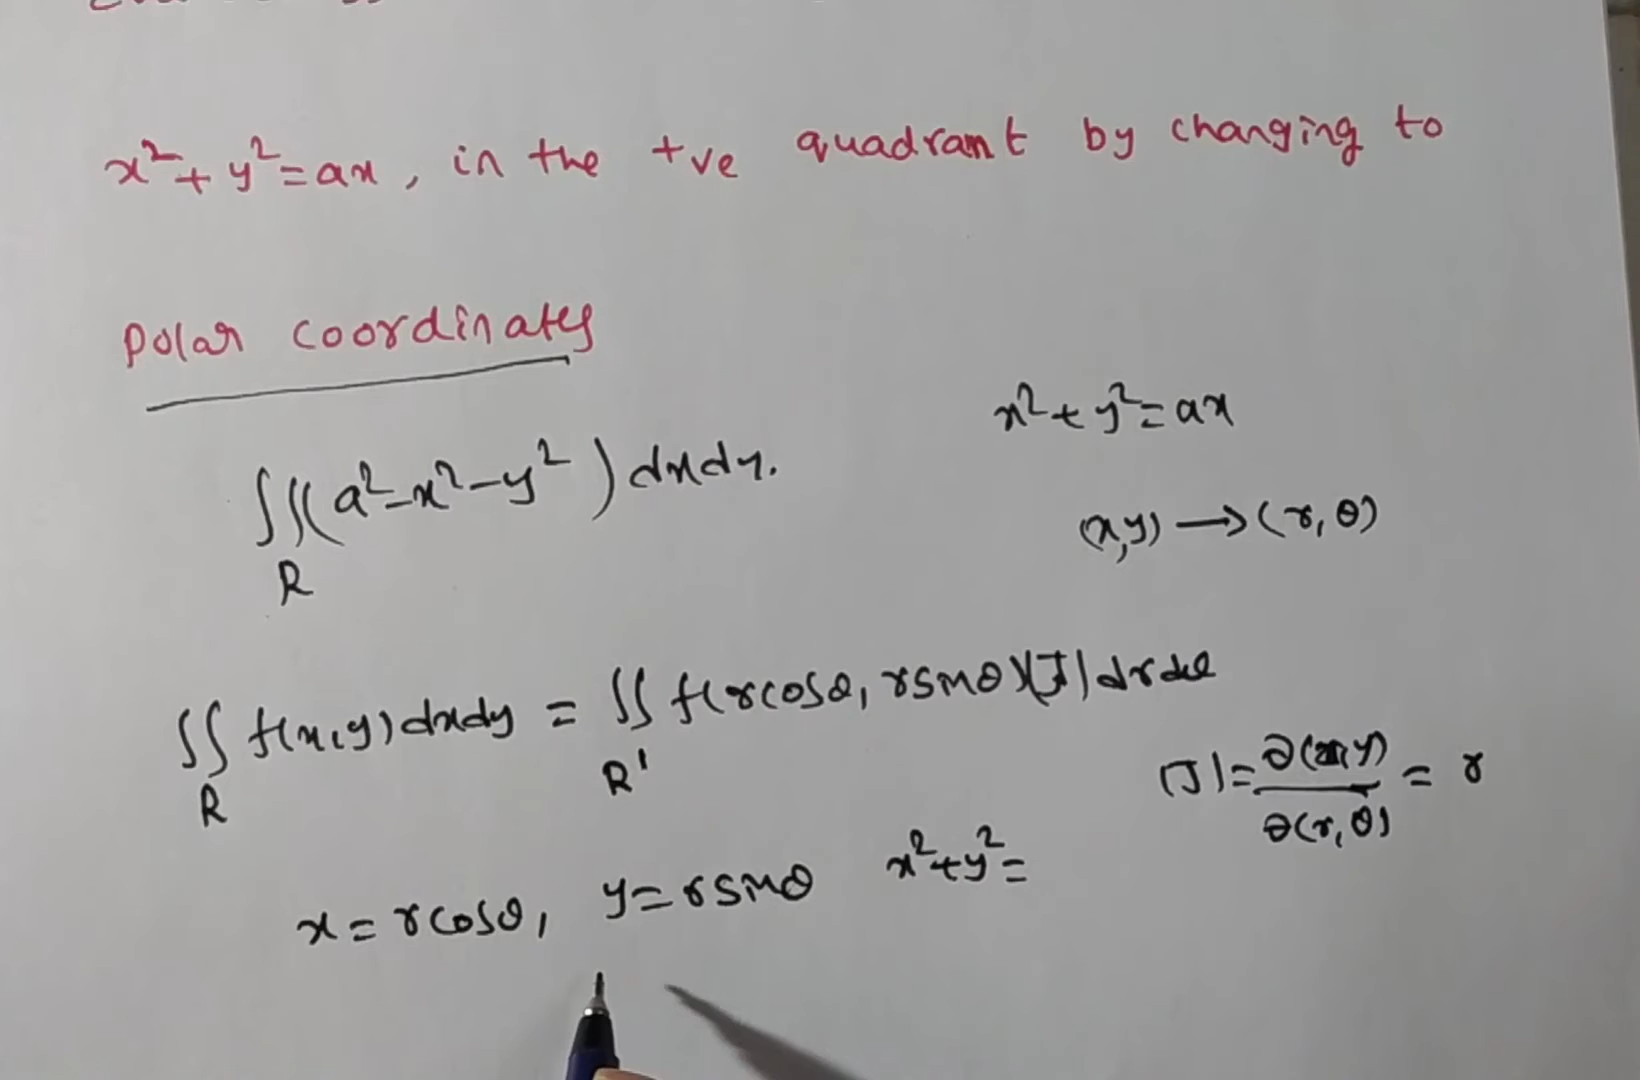 x²+y²=ax, in the +ve quadrant by changing to
polar coordinates
∬(a²-x²-y²)dxdy.
R
x²+y²=ax
(x,y)→(r,θ)
∬f(x,y)dxdy = ∬f(rcosθ, rsinθ)|J|drdθ
R R'
|J|=∂(x,y)/∂(r,θ) = r
x=rcosθ, y=rsinθ x²+y²=